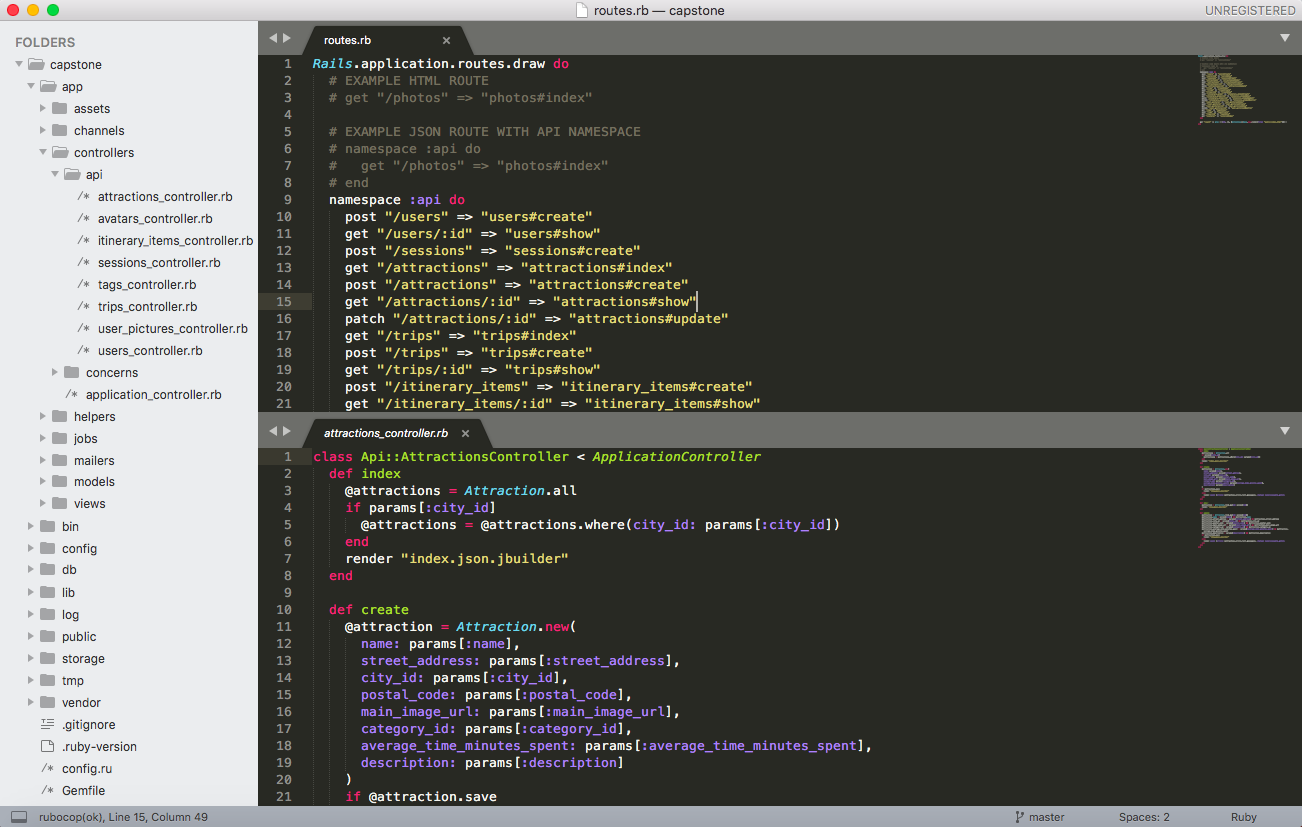 routes.rb — capstone
UNREGISTERED
FOLDERS
capstone
app
assets
channels
controllers
api
/* attractions_controller.rb
/* avatars_controller.rb
/* itinerary_items_controller.rb
/* sessions_controller.rb
/* tags_controller.rb
/* trips_controller.rb
/* user_pictures_controller.rb
/* users_controller.rb
concerns
/* application_controller.rb
helpers
jobs
mailers
models
views
bin
config
db
lib
log
public
storage
tmp
vendor
.gitignore
.ruby-version
/* config.ru
/* Gemfile
routes.rb ×
1 Rails.application.routes.draw do
2 # EXAMPLE HTML ROUTE
3 # get "/photos" => "photos#index"
4
5 # EXAMPLE JSON ROUTE WITH API NAMESPACE
6 # namespace :api do
7 #   get "/photos" => "photos#index"
8 # end
9 namespace :api do
10 post "/users" => "users#create"
11 get "/users/:id" => "users#show"
12 post "/sessions" => "sessions#create"
13 get "/attractions" => "attractions#index"
14 post "/attractions" => "attractions#create"
15 get "/attractions/:id" => "attractions#show"
16 patch "/attractions/:id" => "attractions#update"
17 get "/trips" => "trips#index"
18 post "/trips" => "trips#create"
19 get "/trips/:id" => "trips#show"
20 post "/itinerary_items" => "itinerary_items#create"
21 get "/itinerary_items/:id" => "itinerary_items#show"
attractions_controller.rb ×
1 class Api::AttractionsController < ApplicationController
2 def index
3 @attractions = Attraction.all
4 if params[:city_id]
5 @attractions = @attractions.where(city_id: params[:city_id])
6 end
7 render "index.json.jbuilder"
8 end
9
10 def create
11 @attraction = Attraction.new(
12 name: params[:name],
13 street_address: params[:street_address],
14 city_id: params[:city_id],
15 postal_code: params[:postal_code],
16 main_image_url: params[:main_image_url],
17 category_id: params[:category_id],
18 average_time_minutes_spent: params[:average_time_minutes_spent],
19 description: params[:description]
20 )
21 if @attraction.save
rubocop(ok), Line 15, Column 49
master
Spaces: 2
Ruby